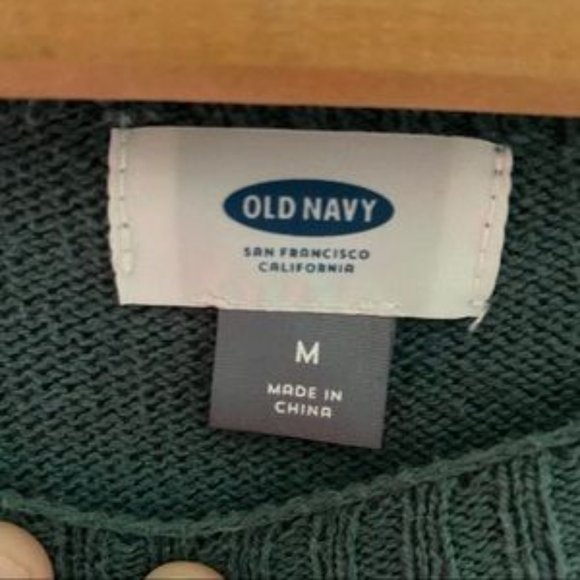 OLD NAVY
SAN FRANCISCO
CALIFORNIA
M
MADE IN
CHINA